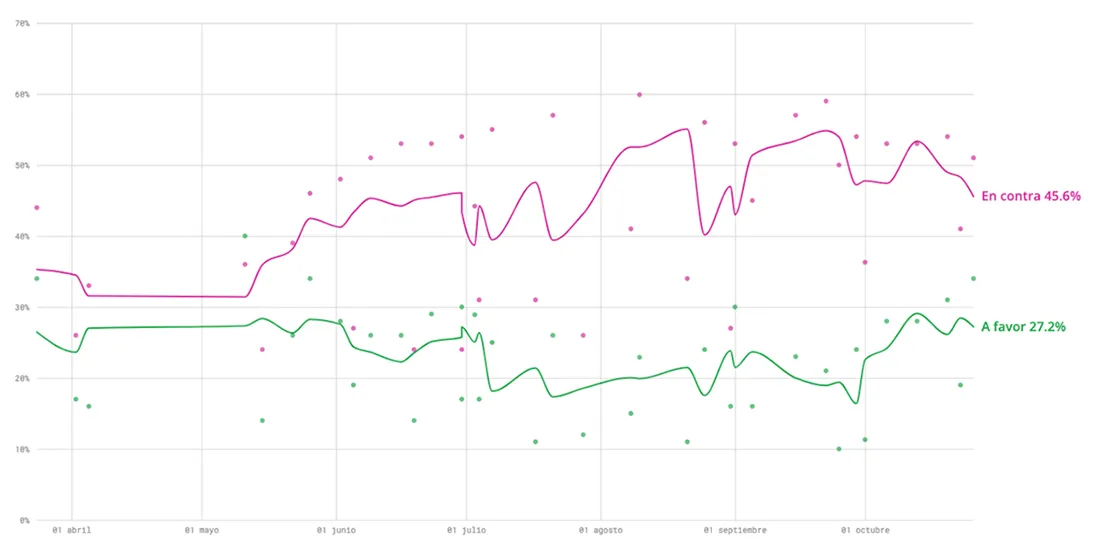 70%
60%
50%
En contra 45.6%
40%
30%
A favor 27.2%
20%
10%
0%
01 abril 01 mayo 01 junio 01 julio 01 agosto 01 septiembre 01 octubre